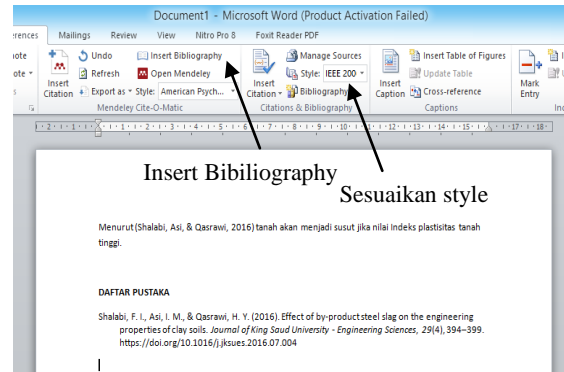 Document1 - Microsoft Word (Product Activation Failed)
erences Mailings Review View Nitro Pro 8 Foxit Reader PDF
note
ote
s
Insert Citation
Undo
Refresh
Export as
Insert Bibliography
Open Mendeley
Style: American Psych...
Mendeley Cite-O-Matic
Insert Citation
Manage Sources
Style: IEEE 200
Bibliography
Citations & Bibliography
Insert Caption
Insert Table of Figures
Update Table
Cross-reference
Captions
Mark Entry
Insert Bibiliography
Sesuaikan style
Menurut (Shalabi, Asi, & Qasrawi, 2016) tanah akan menjadi susut jika nilai Indeks plastisitas tanah
tinggi.
DAFTAR PUSTAKA
Shalabi, F. I., Asi, I. M., & Qasrawi, H. Y. (2016). Effect of by-product steel slag on the engineering
properties of clay soils. Journal of King Saud University - Engineering Sciences, 29(4), 394–399.
https://doi.org/10.1016/j.jksues.2016.07.004